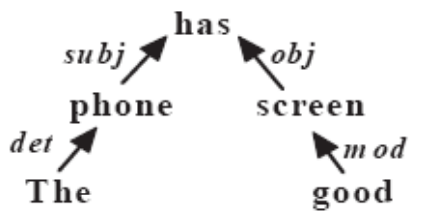 has
subj obj
phone screen
det mod
The good